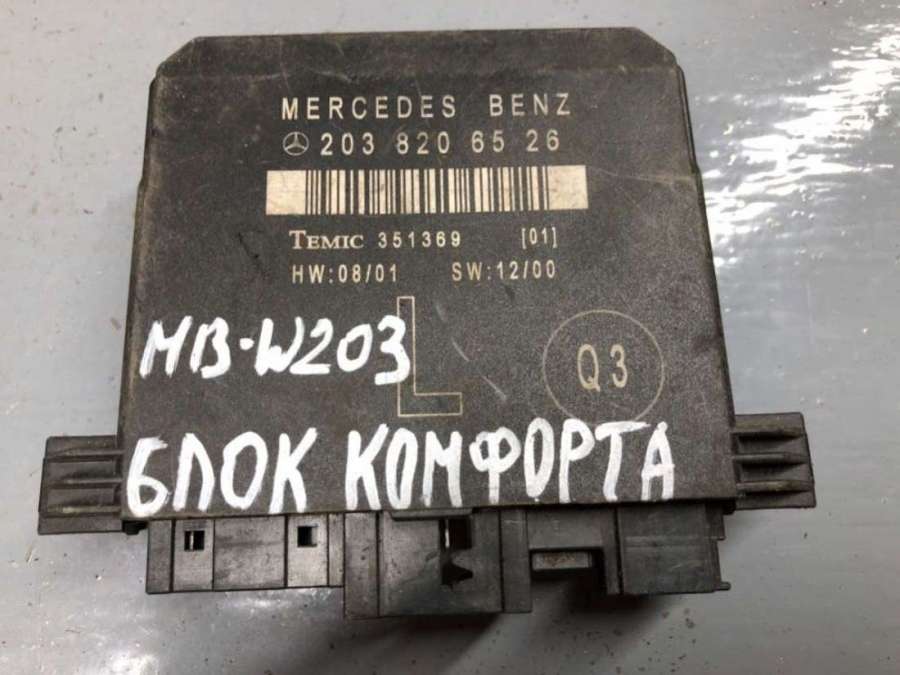 MERCEDES BENZ
203 820 65 26
TEMIC 351369 [01]
HW:08/01 SW:12/00
MB-W203
L
Q3
БЛОК КОМФОРТА